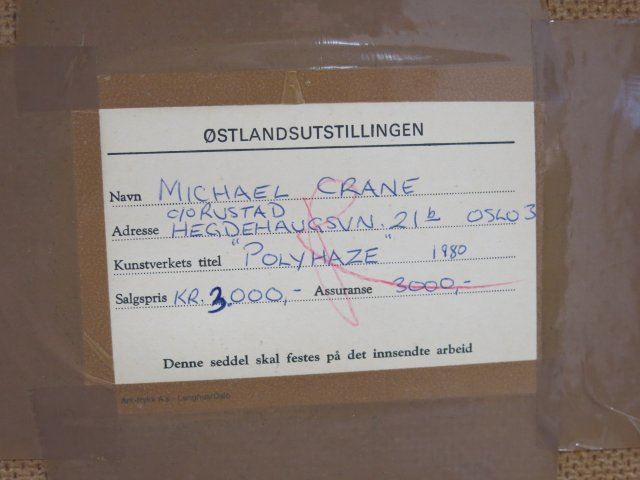 ØSTLANDSUTSTILLINGEN
Navn MICHAEL CRANE
C/O RUSTAD
Adresse HEGDEHAUGSVN. 21b OSLO 3
Kunstverkets titel "POLYHAZE" 1980
Salgspris KR. 3.000,- Assuranse 3000,-
Denne seddel skal festes på det innsendte arbeid